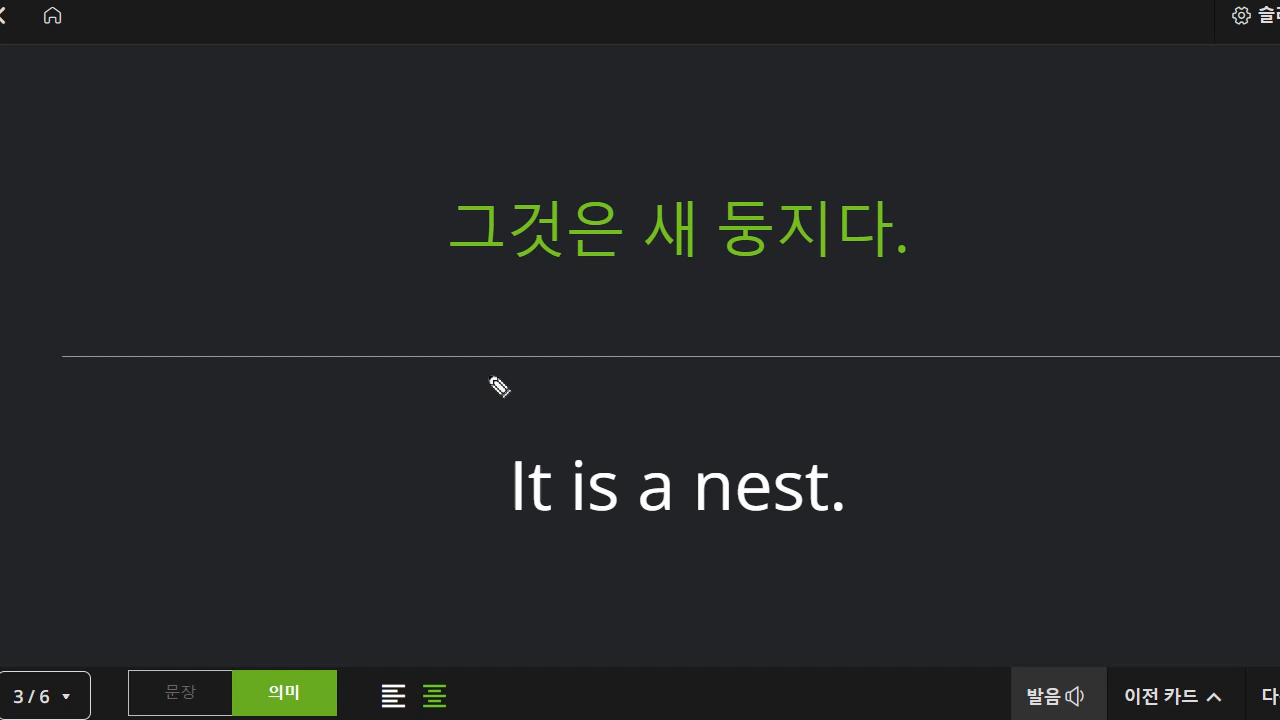 그것은 새 둥지다.
It is a nest.
3 / 6
문장
의미
발음
이전 카드